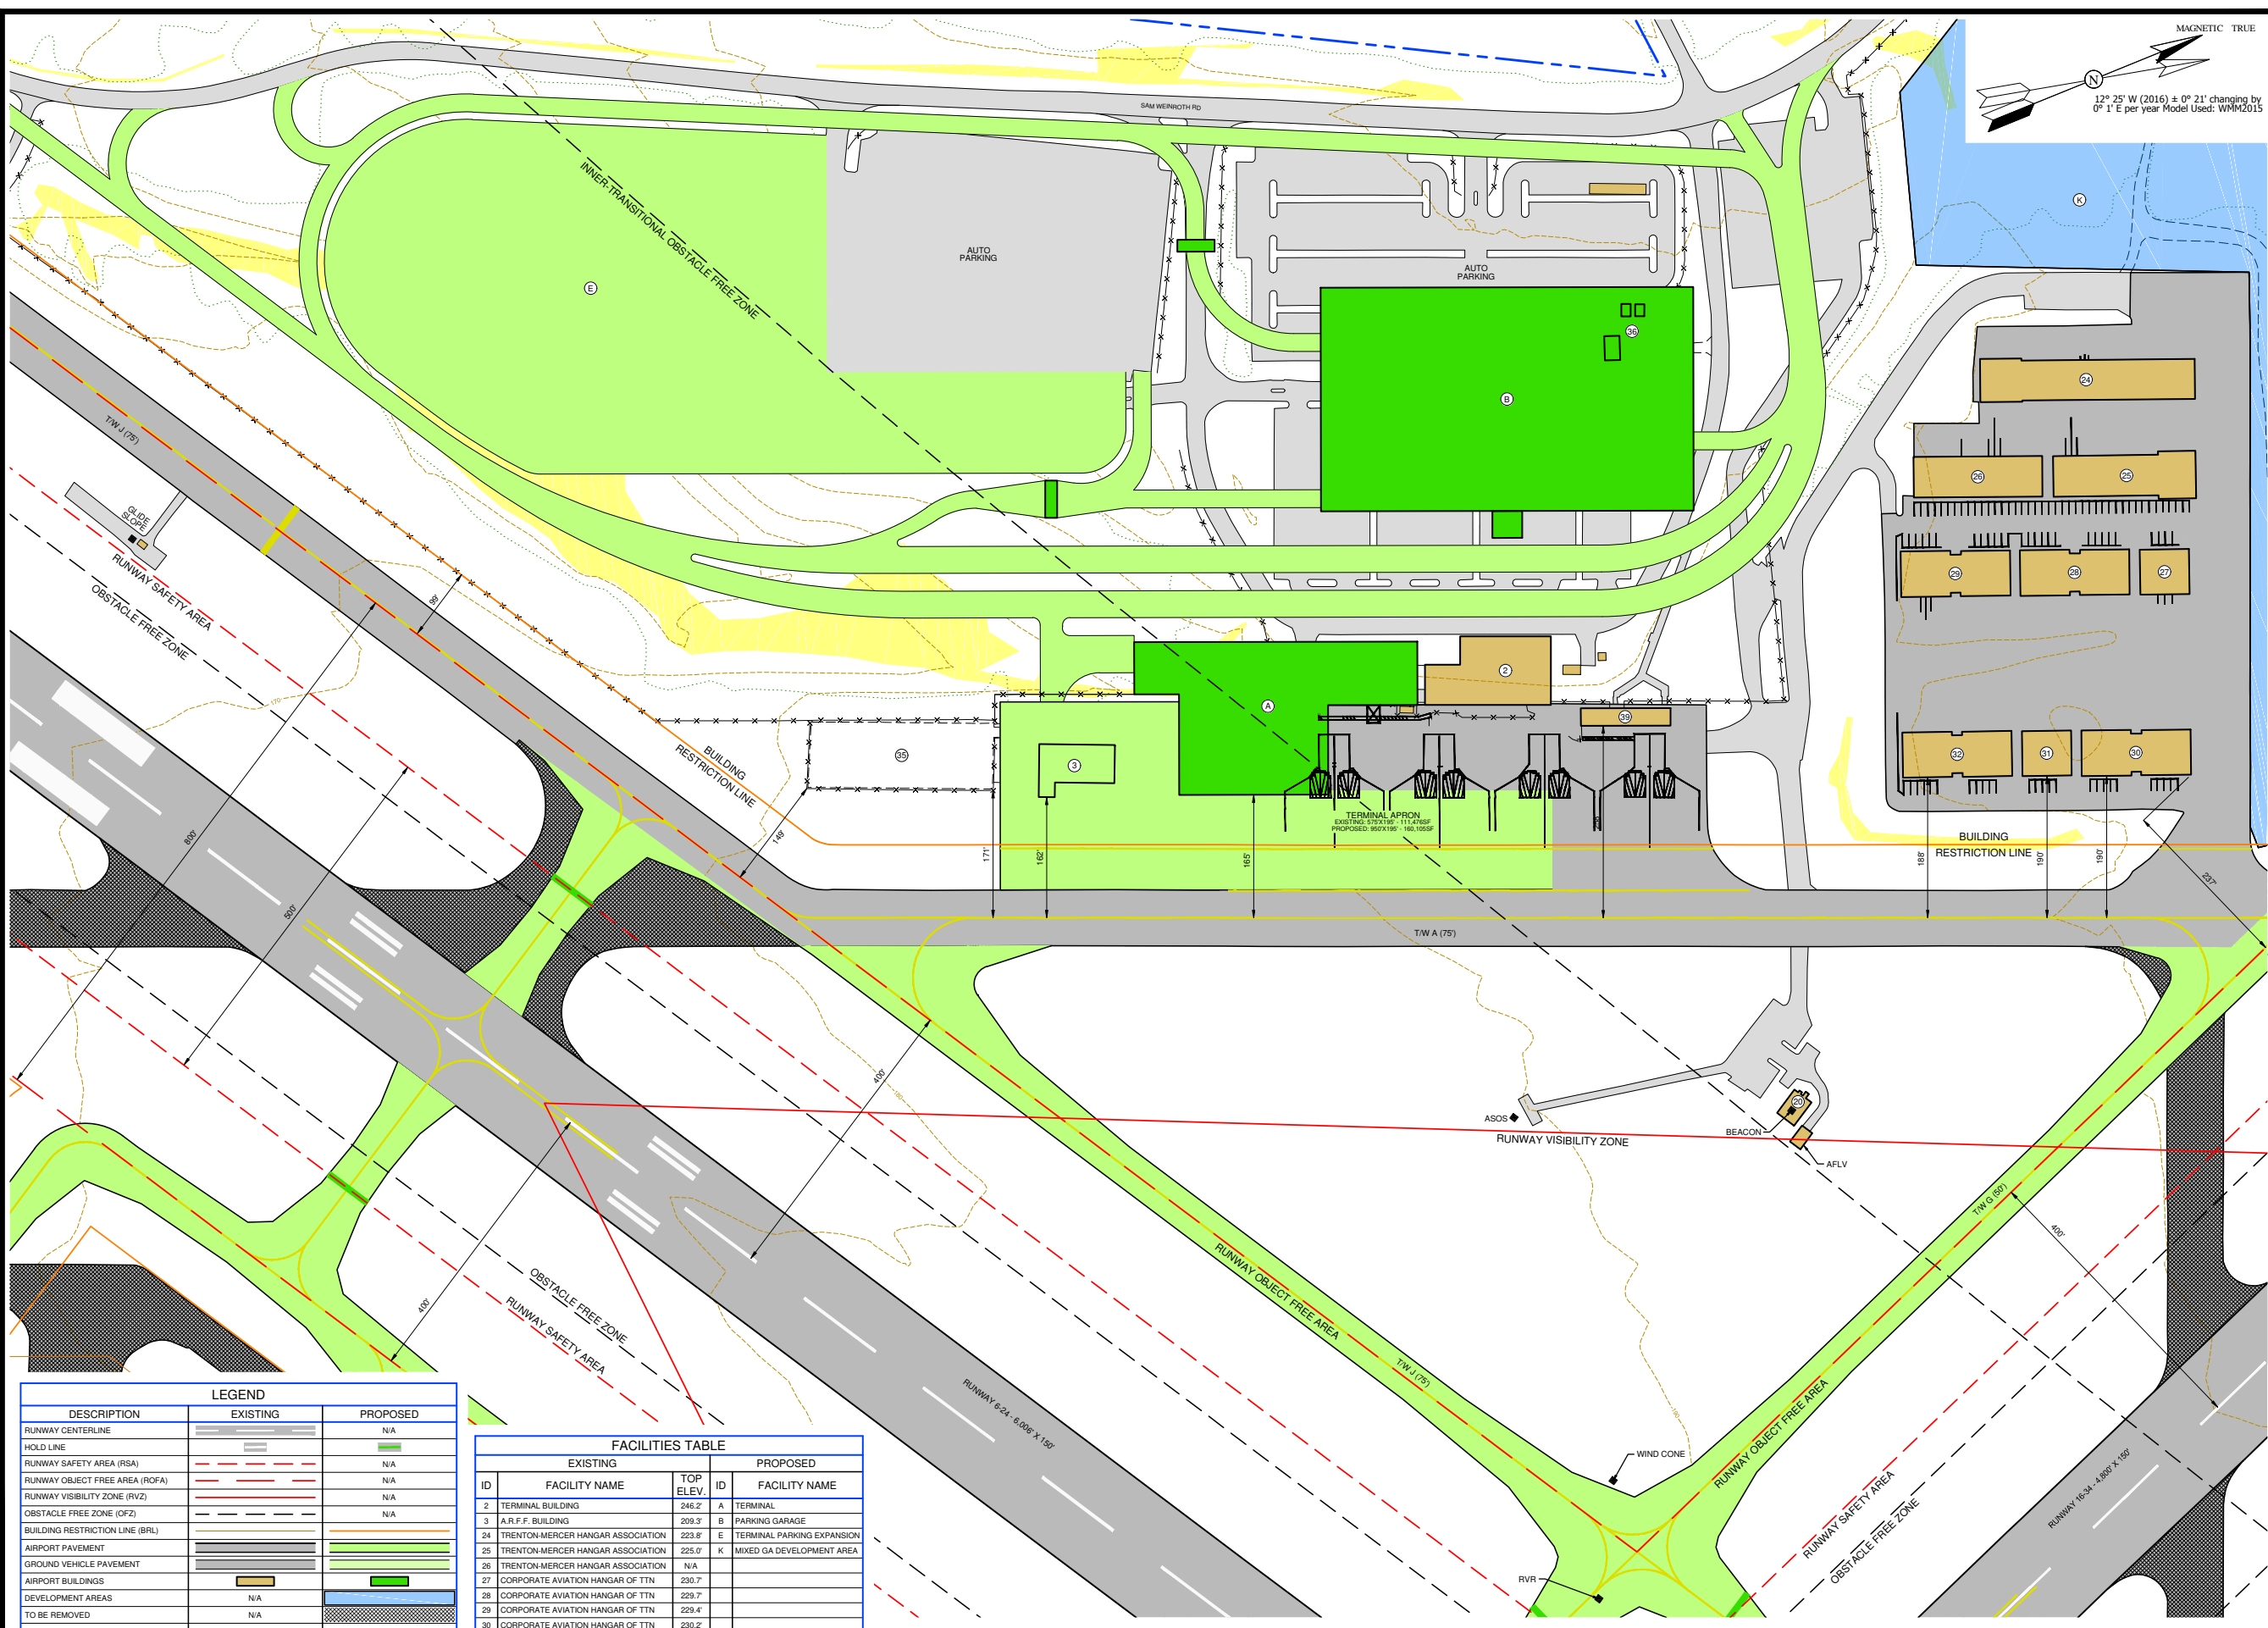 MAGNETIC TRUE
N
12° 25' W (2016) ± 0° 21' changing by
0° 1' E per year Model Used: WMM2015
SAM WEINROTH RD
K
INNER-TRANSITIONAL OBSTACLE FREE ZONE
AUTO
PARKING
AUTO
PARKING
E
36
B
24
26
25
29
28
27
T/W J (75')
GLIDE
SLOPE
RUNWAY SAFETY AREA
OBSTACLE FREE ZONE
99'
2
A
39
35
3
32
31
30
BUILDING
RESTRICTION LINE
TERMINAL APRON
EXISTING: 575'X195' - 111,476SF
PROPOSED: 950'X195' - 160,105SF
BUILDING
RESTRICTION LINE
800'
500'
149'
171'
162'
165'
188'
190'
190'
237'
T/W A (75')
400'
ASOS
RUNWAY VISIBILITY ZONE
20
BEACON
AFLV
T/W G (50')
400'
400'
OBSTACLE FREE ZONE
RUNWAY SAFETY AREA
RUNWAY OBJECT FREE AREA
T/W J (75')
RUNWAY 6-24 - 6,006' X 150'
RUNWAY OBJECT FREE AREA
WIND CONE
RUNWAY SAFETY AREA
OBSTACLE FREE ZONE
RUNWAY 16-34 - 4,800' X 150'
RVR
LEGEND
DESCRIPTION EXISTING PROPOSED
RUNWAY CENTERLINE N/A
HOLD LINE
RUNWAY SAFETY AREA (RSA) N/A
RUNWAY OBJECT FREE AREA (ROFA) N/A
RUNWAY VISIBILITY ZONE (RVZ) N/A
OBSTACLE FREE ZONE (OFZ) N/A
BUILDING RESTRICTION LINE (BRL)
AIRPORT PAVEMENT
GROUND VEHICLE PAVEMENT
AIRPORT BUILDINGS
DEVELOPMENT AREAS N/A
TO BE REMOVED N/A
FACILITIES TABLE
EXISTING PROPOSED
ID FACILITY NAME TOP ELEV. ID FACILITY NAME
2 TERMINAL BUILDING 246.2' A TERMINAL
3 A.R.F.F. BUILDING 209.3' B PARKING GARAGE
24 TRENTON-MERCER HANGAR ASSOCIATION 223.8' E TERMINAL PARKING EXPANSION
25 TRENTON-MERCER HANGAR ASSOCIATION 225.0' K MIXED GA DEVELOPMENT AREA
26 TRENTON-MERCER HANGAR ASSOCIATION N/A
27 CORPORATE AVIATION HANGAR OF TTN 230.7'
28 CORPORATE AVIATION HANGAR OF TTN 229.7'
29 CORPORATE AVIATION HANGAR OF TTN 229.4'
30 CORPORATE AVIATION HANGAR OF TTN 230.2'